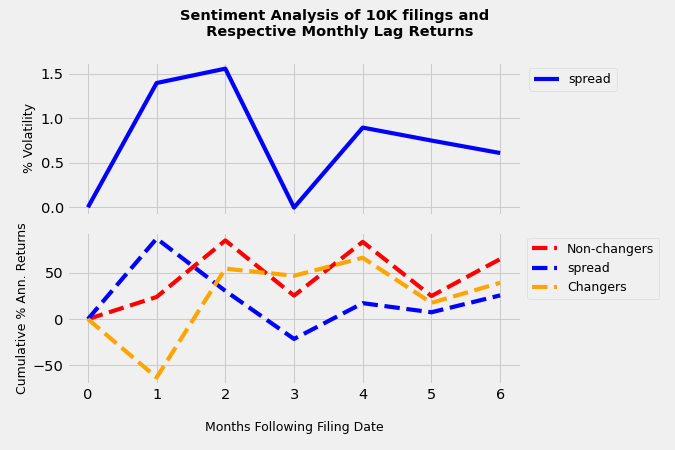 Sentiment Analysis of 10K filings and
Respective Monthly Lag Returns
1.5
1.0
0.5
0.0
% Volatility
spread
50
0
−50
Cumulative % Ann. Returns
Non-changers
spread
Changers
0 1 2 3 4 5 6
Months Following Filing Date